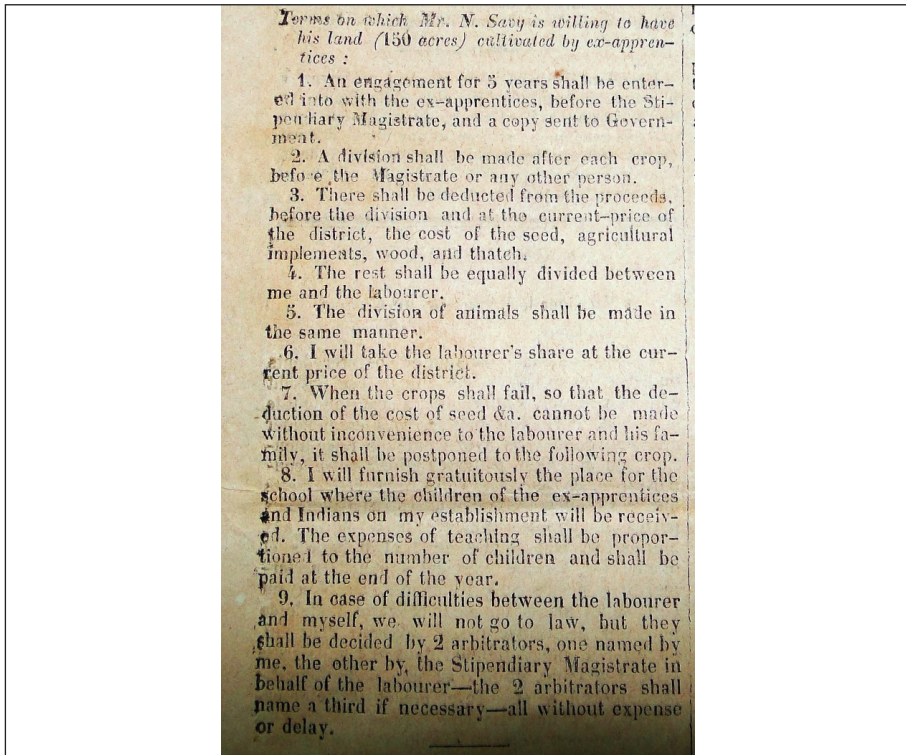 Terms on which Mr. N. Savy is willing to have
his land (150 acres) cultivated by ex-appren-
tices :
1. An engagement for 5 years shall be enter-
ed into with the ex-apprentices, before the Sti-
pendiary Magistrate, and a copy sent to Govern-
ment.
2. A division shall be made after each crop,
before the Magistrate or any other person.
3. There shall be deducted from the proceeds,
before the division and at the current-price of
the district, the cost of the seed, agricultural
implements, wood, and thatch.
4. The rest shall be equally divided between
me and the labourer.
5. The division of animals shall be made in
the same manner.
6. I will take the labourer's share at the cur-
rent price of the district.
7. When the crops shall fail, so that the de-
duction of the cost of seed &a. cannot be made
without inconvenience to the labourer and his fa-
mily, it shall be postponed to the following crop.
8. I will furnish gratuitously the place for the
school where the children of the ex-apprentices
and Indians on my establishment will be receiv-
ed. The expenses of teaching shall be propor-
tioned to the number of children and shall be
paid at the end of the year.
9. In case of difficulties between the labourer
and myself, we will not go to law, but they
shall be decided by 2 arbitrators, one named by
me, the other by, the Stipendiary Magistrate in
behalf of the labourer—the 2 arbitrators shall
name a third if necessary—all without expense
or delay.